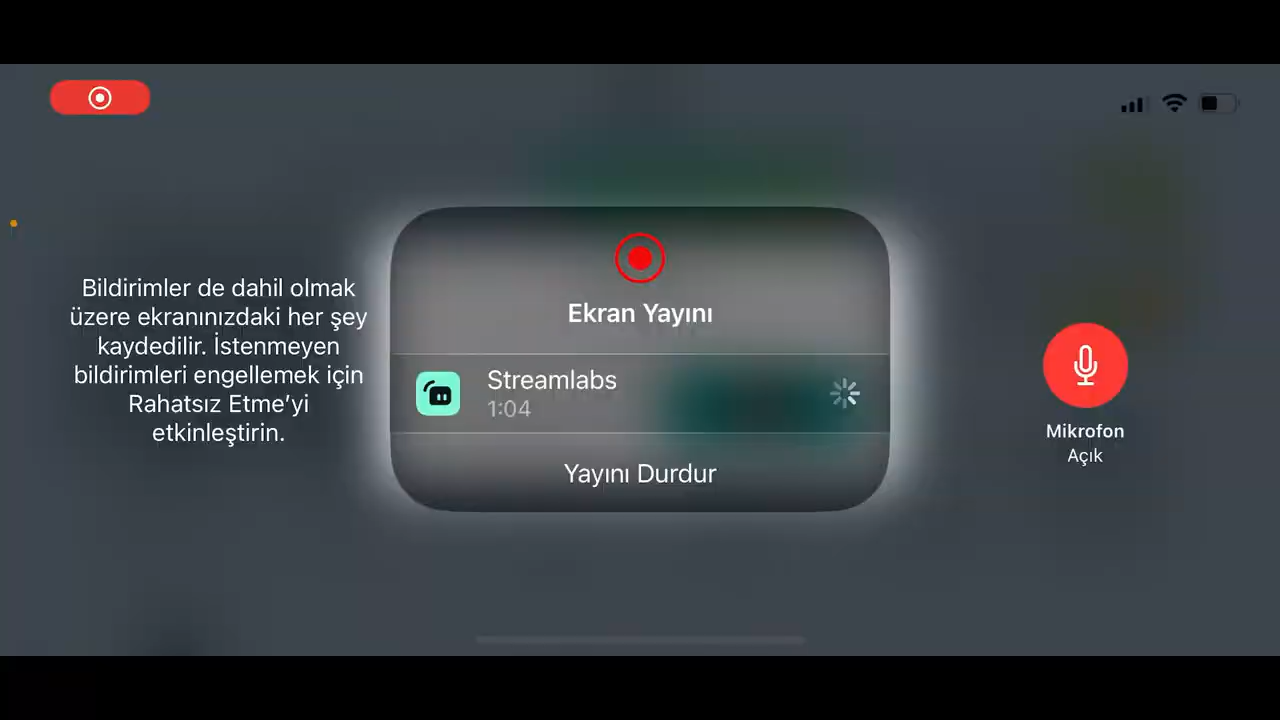 Bildirimler de dahil olmak
üzere ekranınızdaki her şey
kaydedilir. İstenmeyen
bildirimleri engellemek için
Rahatsız Etme’yi
etkinleştirin.
Ekran Yayını
Streamlabs
1:04
Yayını Durdur
Mikrofon
Açık